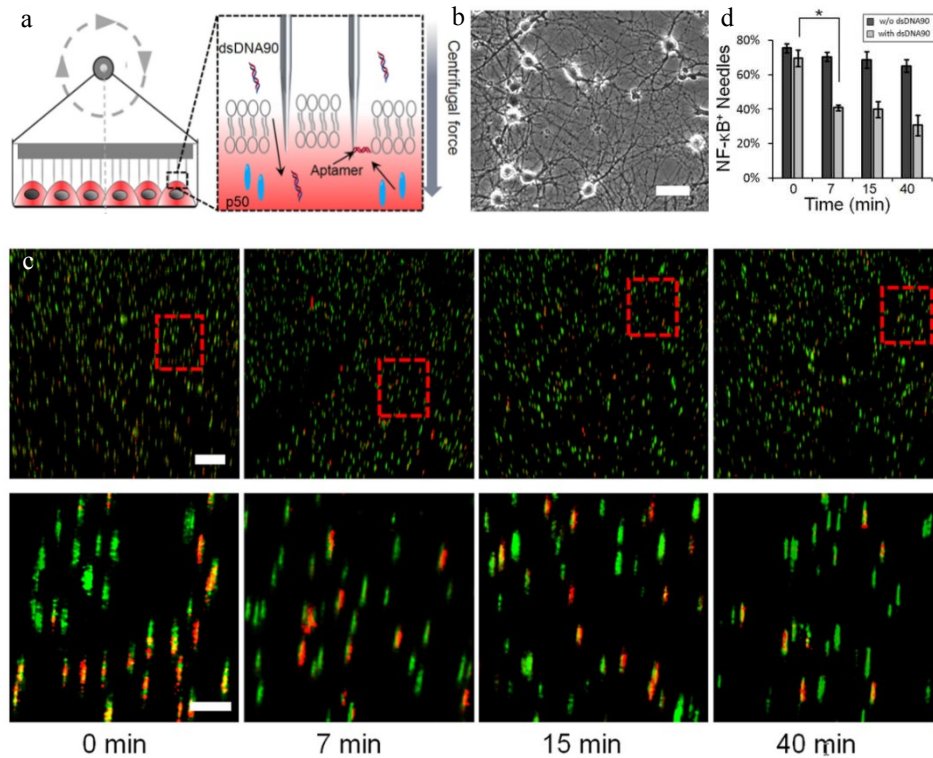 a
dsDNA90
Aptamer
p50
Centrifugal force
b
d
*
w/o dsDNA90
with dsDNA90
80%
60%
40%
20%
0%
NF-κB⁺ Needles
0 7 15 40
Time (min)
c
0 min 7 min 15 min 40 min